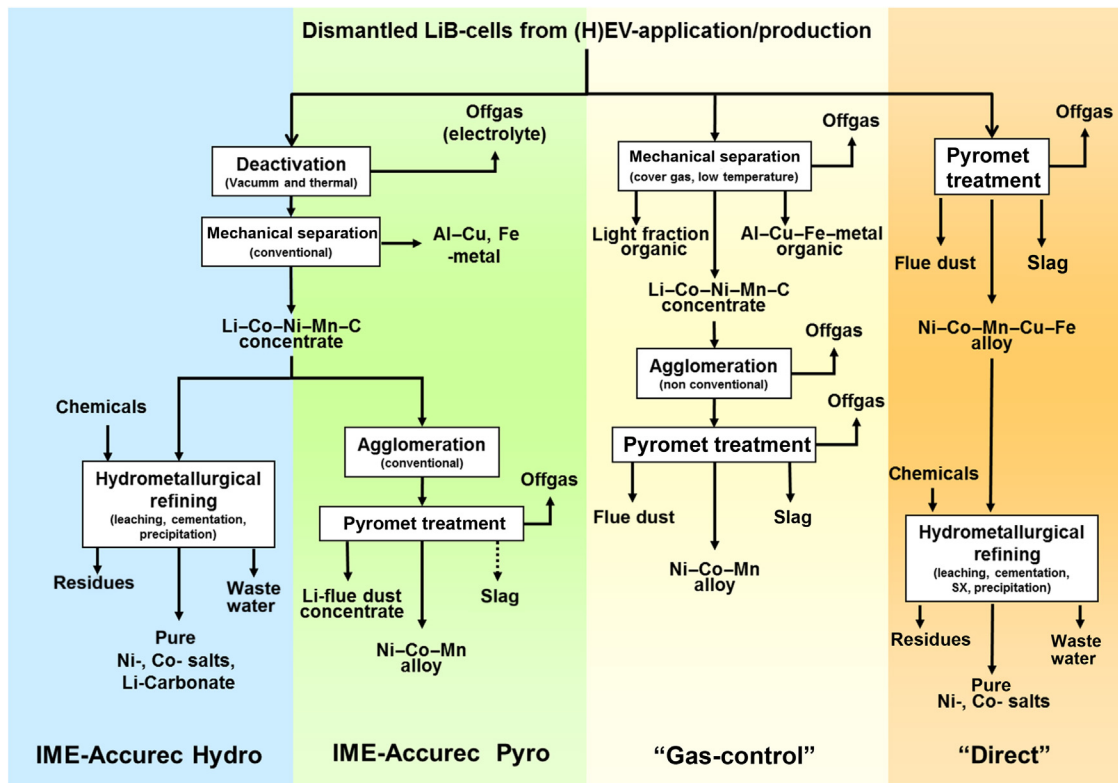 Dismantled LiB-cells from (H)EV-application/production
Offgas
(electrolyte)
Deactivation
(Vacumm and thermal)
Mechanical separation
(conventional)
Al–Cu, Fe
-metal
Li–Co–Ni–Mn–C
concentrate
Chemicals
Hydrometallurgical
refining
(leaching, cementation,
precipitation)
Residues
Waste
water
Pure
Ni-, Co- salts,
Li-Carbonate
IME-Accurec Hydro
Agglomeration
(conventional)
Offgas
Pyromet treatment
Li-flue dust
concentrate
Slag
Ni–Co–Mn
alloy
IME-Accurec Pyro
Offgas
Mechanical separation
(cover gas, low temperature)
Light fraction
organic
Al–Cu–Fe–metal
organic
Li–Co–Ni–Mn–C
concentrate
Offgas
Agglomeration
(non conventional)
Offgas
Pyromet treatment
Flue dust
Slag
Ni–Co–Mn
alloy
“Gas-control”
Offgas
Pyromet
treatment
Flue dust
Slag
Ni–Co–Mn–Cu–Fe
alloy
Chemicals
Hydrometallurgical
refining
(leaching, cementation,
SX, precipitation)
Residues
Waste
water
Pure
Ni-, Co- salts
“Direct”